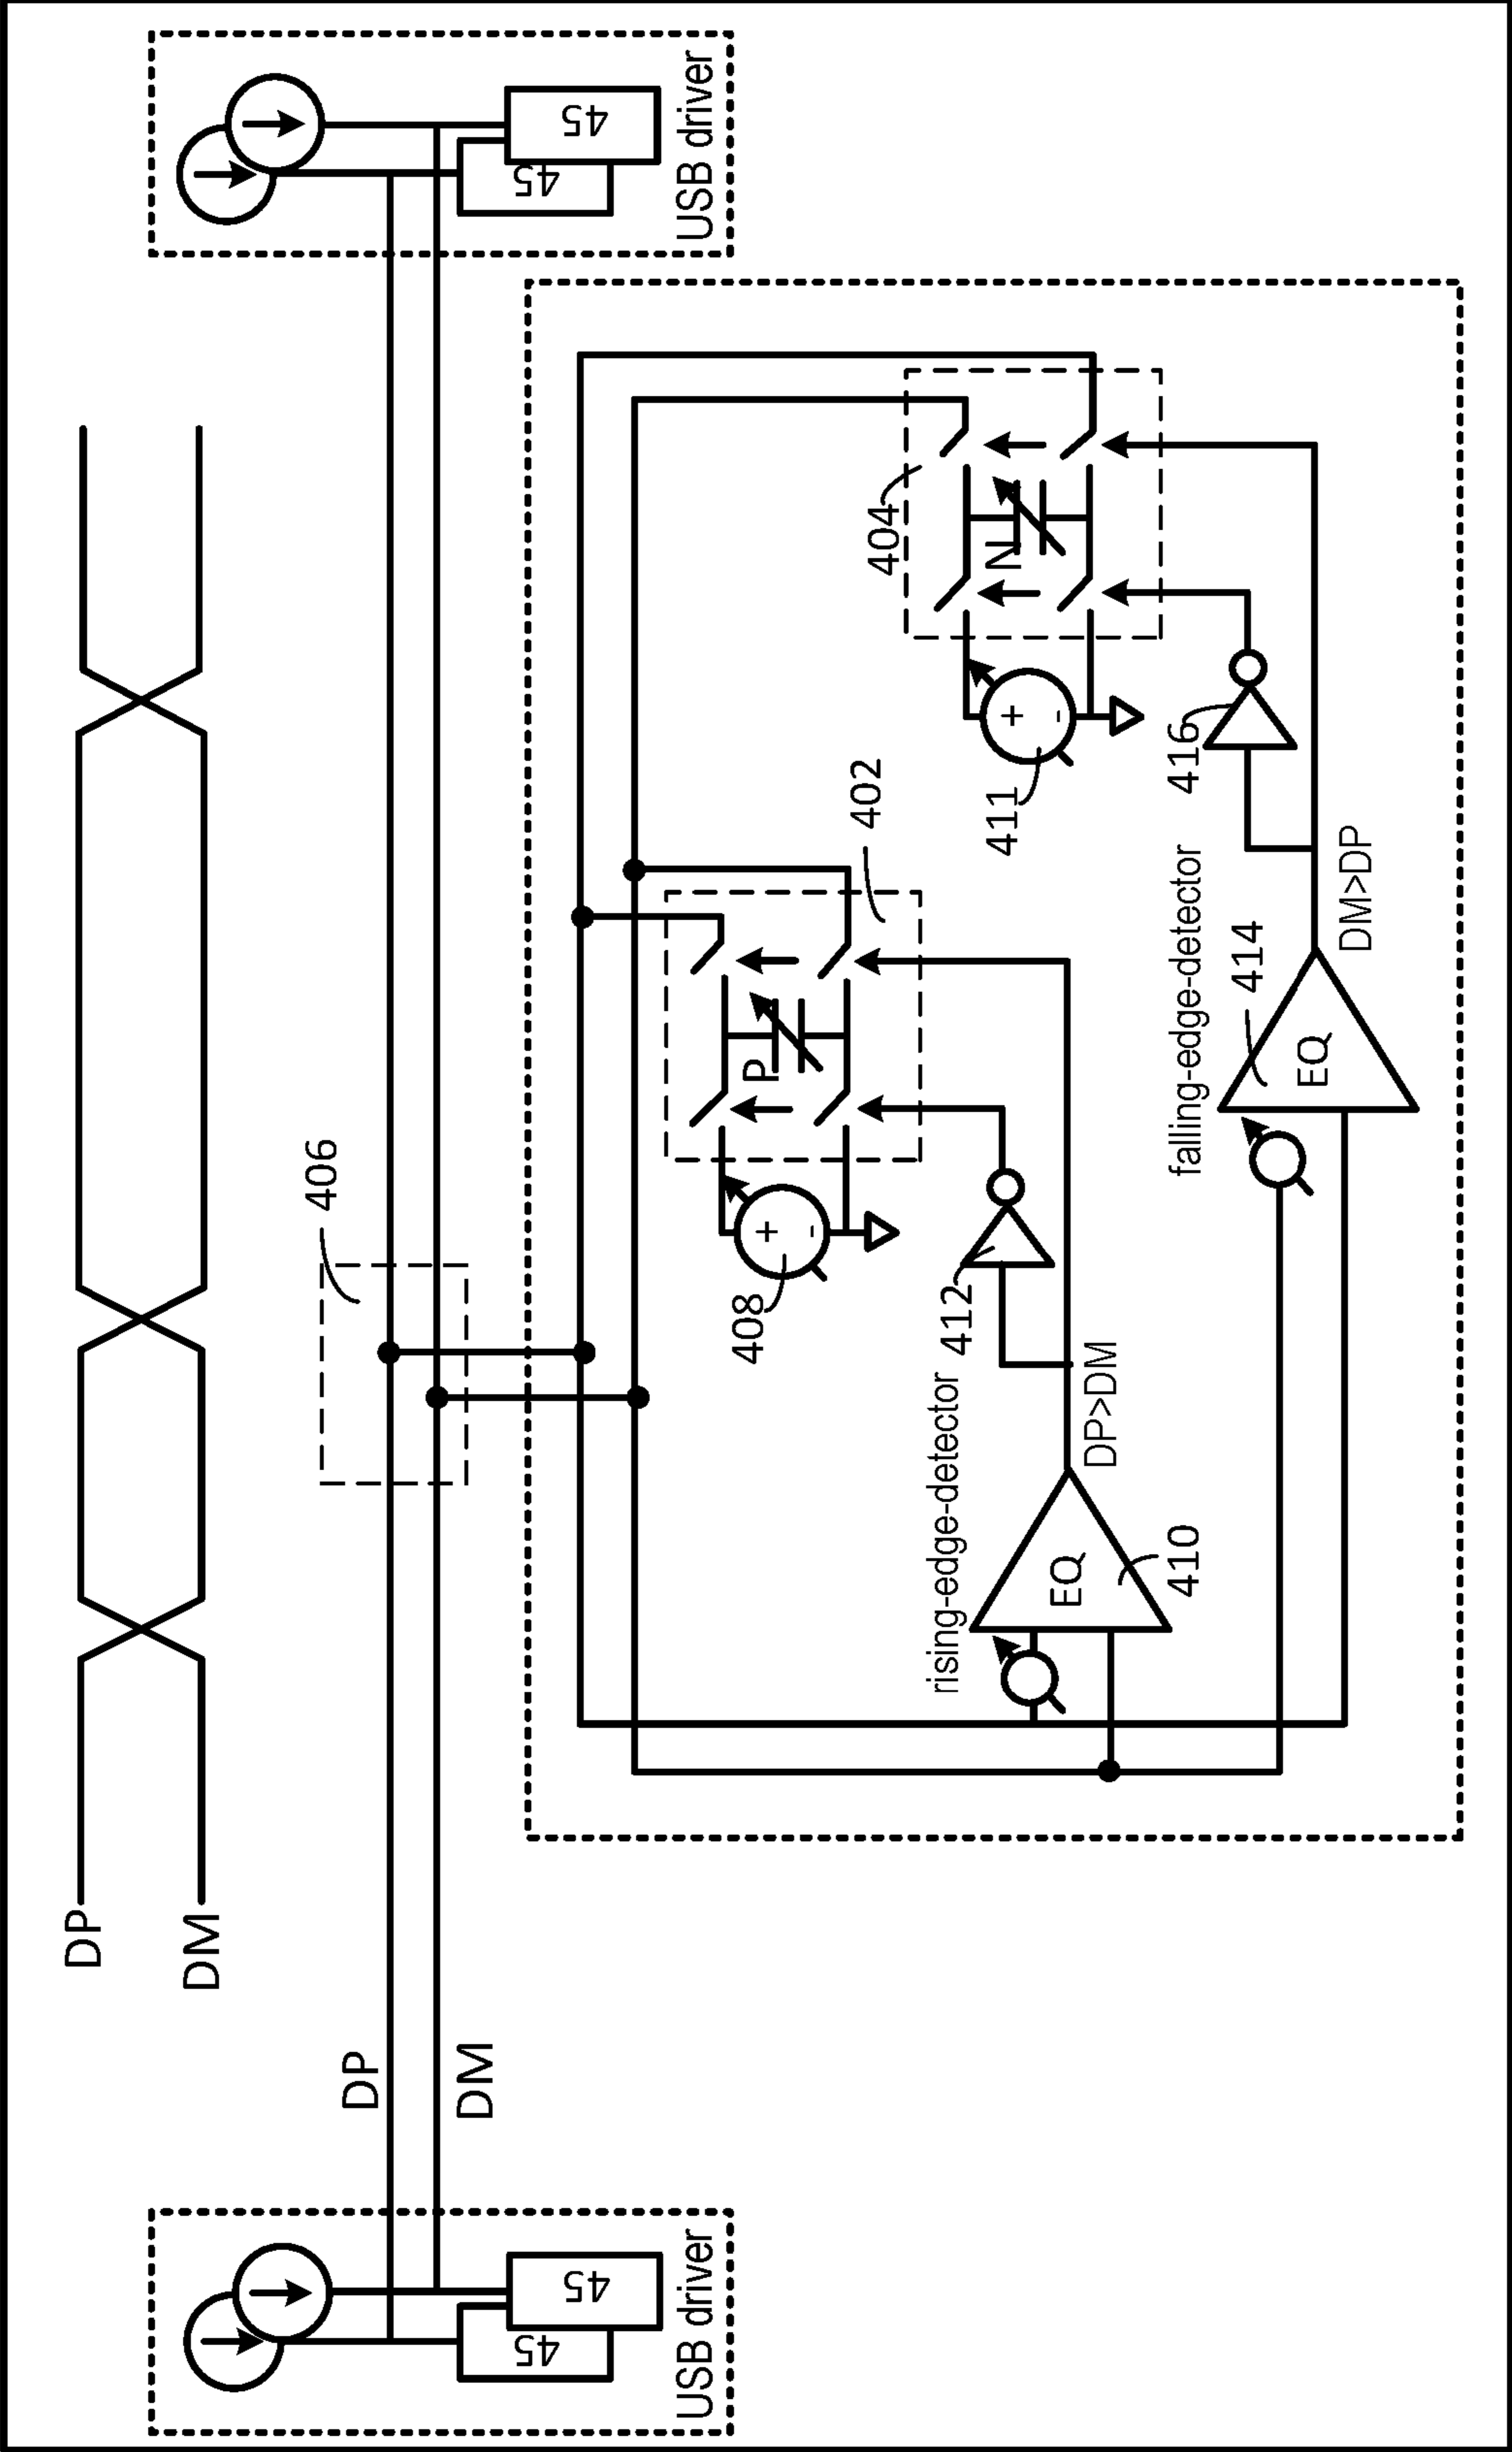 DP
DM
DP
DM
406
USB driver
45
45
USB driver
45
45
408
+
-
P
402
404
N
411
+
-
rising-edge-detector
412
EQ
410
DP>DM
falling-edge-detector
416
414
EQ
DM>DP